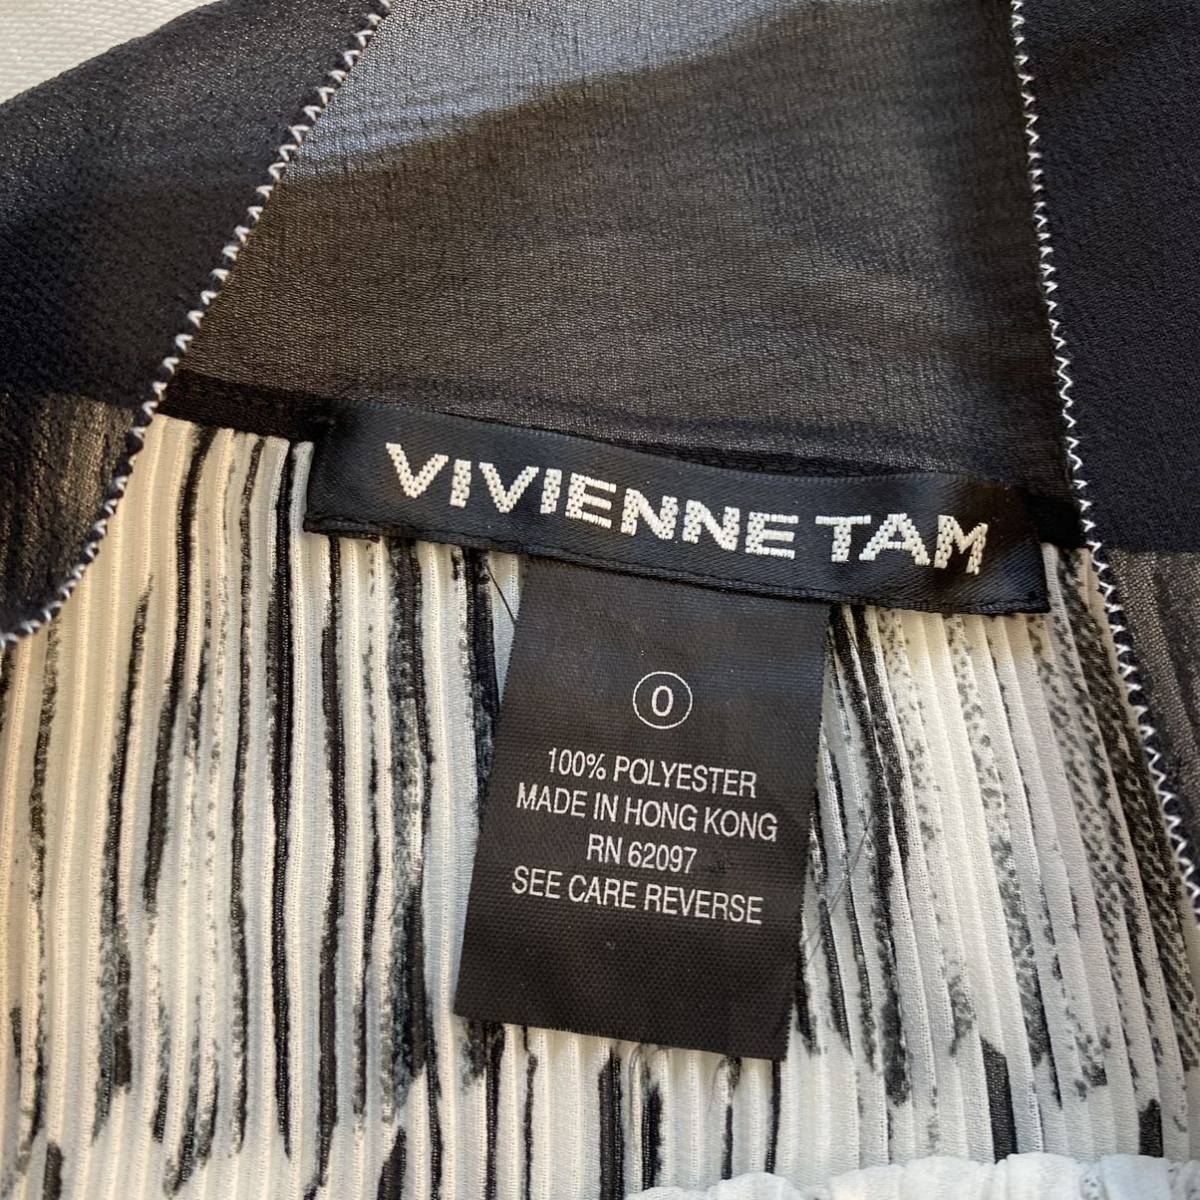 VIVIENNE TAM
0
100% POLYESTER
MADE IN HONG KONG
RN 62097
SEE CARE REVERSE